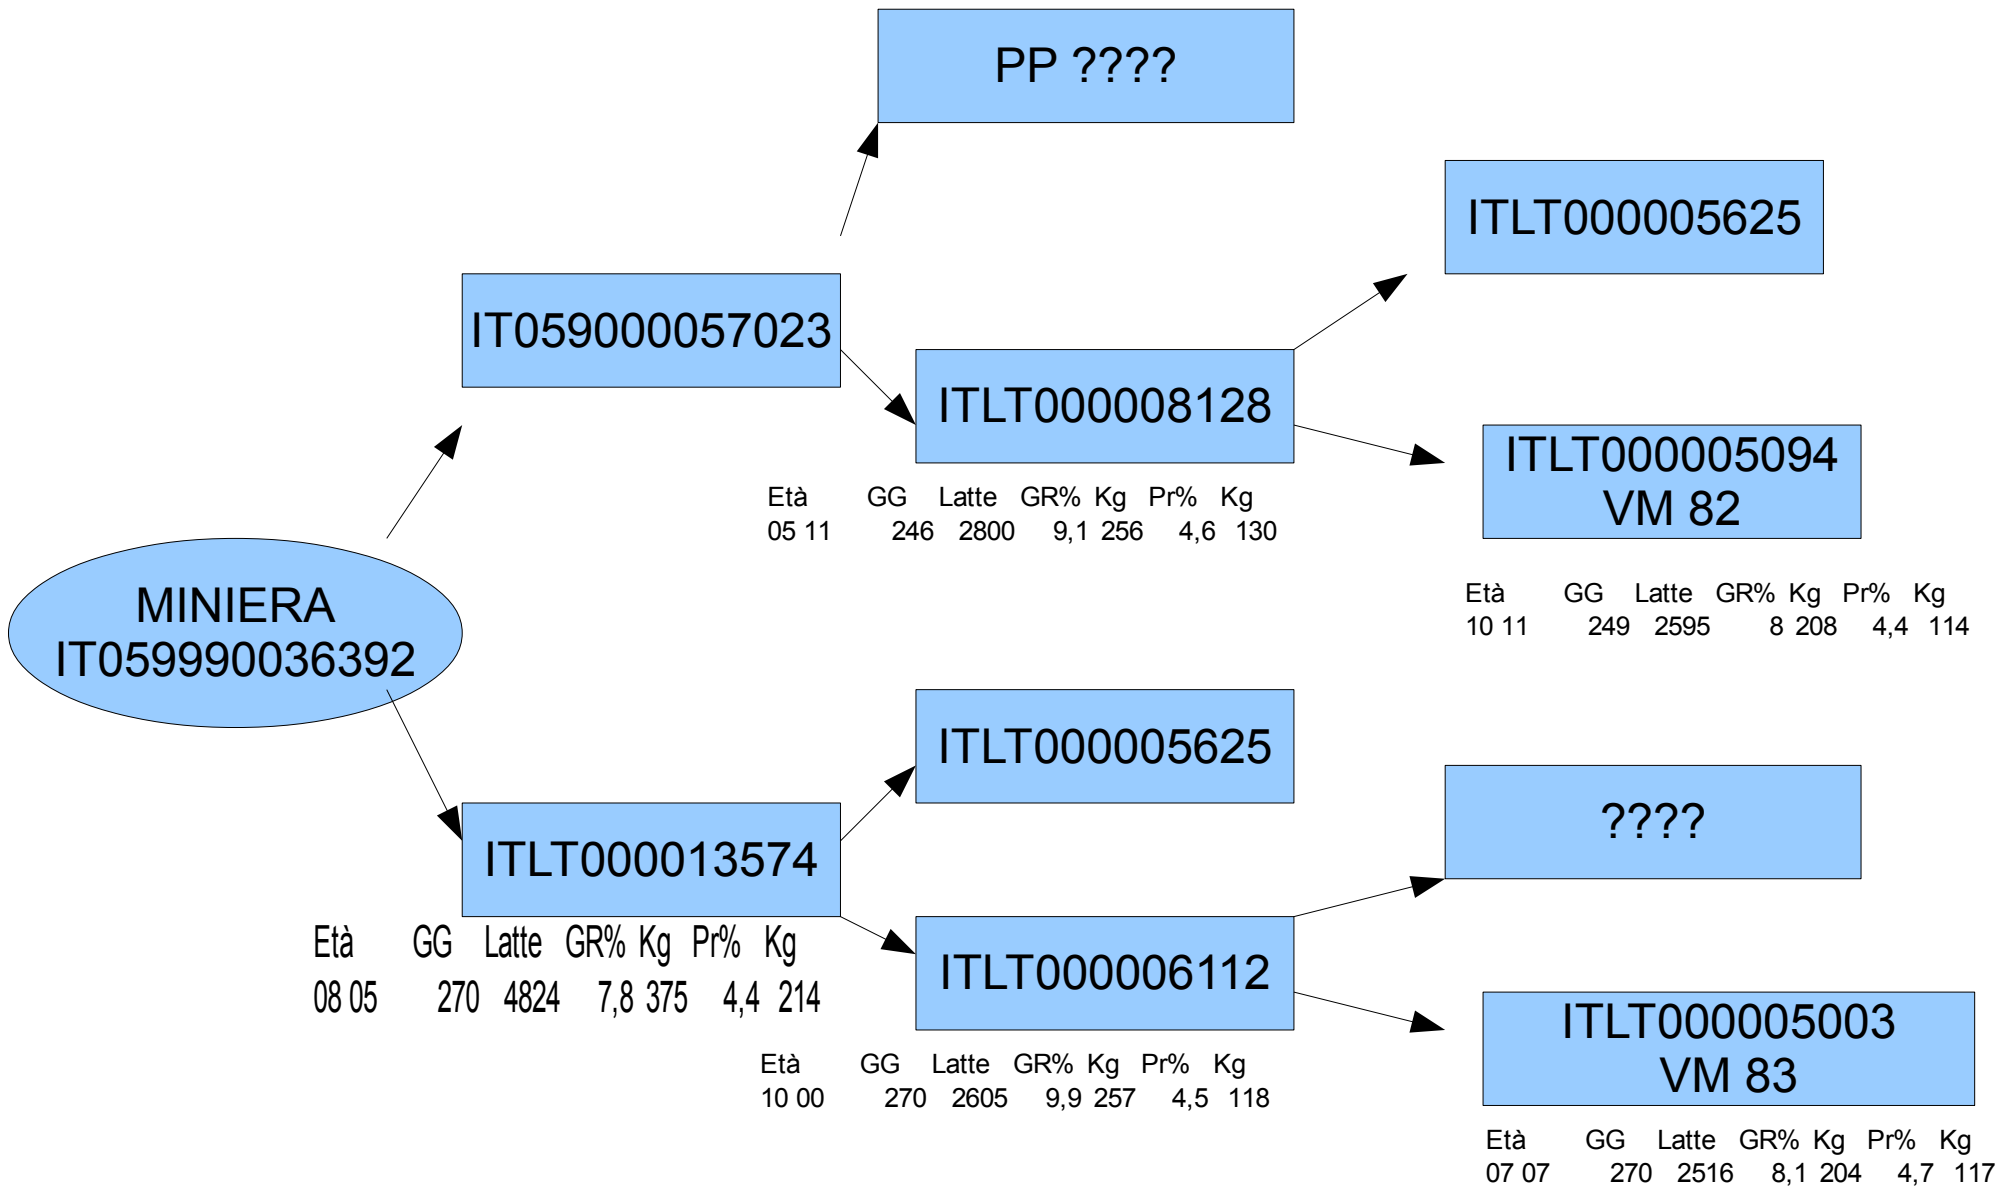 PP ????
ITLT000005625
IT059000057023
ITLT000008128
Età GG Latte GR% Kg Pr% Kg
05 11 246 2800 9,1 256 4,6 130
ITLT000005094
VM 82
Età GG Latte GR% Kg Pr% Kg
10 11 249 2595 8 208 4,4 114
MINIERA
IT059990036392
ITLT000005625
????
ITLT000013574
Età GG Latte GR% Kg Pr% Kg
08 05 270 4824 7,8 375 4,4 214
ITLT000006112
Età GG Latte GR% Kg Pr% Kg
10 00 270 2605 9,9 257 4,5 118
ITLT000005003
VM 83
Età GG Latte GR% Kg Pr% Kg
07 07 270 2516 8,1 204 4,7 117